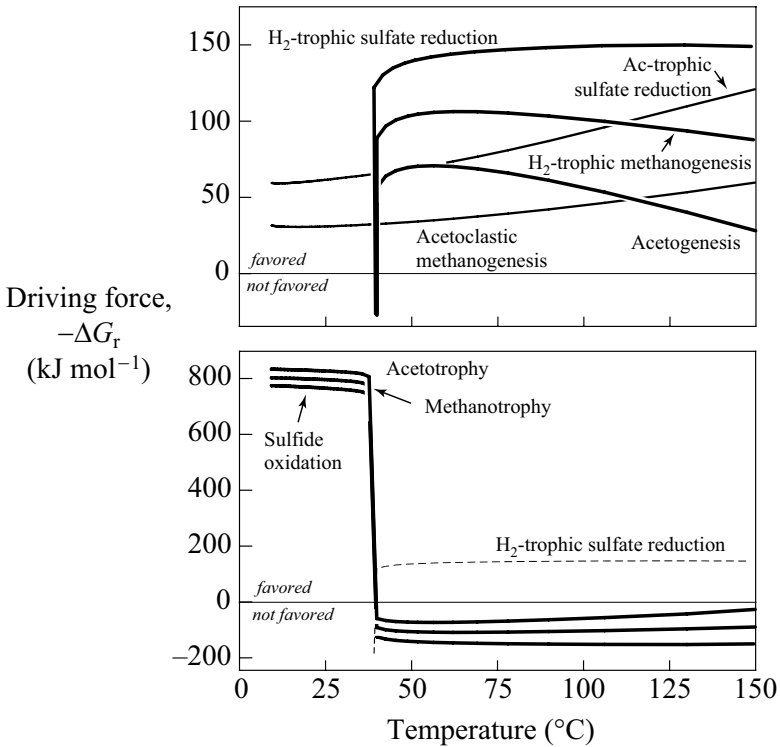 150
H₂-trophic sulfate reduction
Ac-trophic
sulfate reduction
100
H₂-trophic methanogenesis
50
Acetoclastic
methanogenesis
Acetogenesis
favored
0
not favored
Driving force,
−ΔGᵣ
(kJ mol⁻¹)
800
Acetotrophy
Methanotrophy
600
Sulfide
oxidation
400
200
H₂-trophic sulfate reduction
favored
0
not favored
−200
0 25 50 75 100 125 150
Temperature (°C)